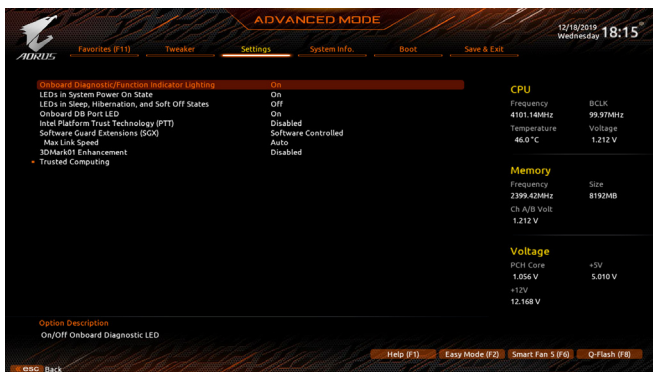 ADVANCED MODE
12/18/2019
Wednesday 18:15
AORUS
Favorites (F11) Tweaker Settings System Info. Boot Save & Exit
Onboard Diagnostic/Function Indicator Lighting On
LEDs in System Power On State On
LEDs in Sleep, Hibernation, and Soft Off States Off
Onboard DB Port LED On
Intel Platform Trust Technology (PTT) Disabled
Software Guard Extensions (SGX) Software Controlled
Max Link Speed Auto
3DMark01 Enhancement Disabled
Trusted Computing
CPU
Frequency BCLK
4101.14MHz 99.97MHz
Temperature Voltage
46.0 °C 1.212 V
Memory
Frequency Size
2399.42MHz 8192MB
Ch A/B Volt
1.212 V
Voltage
PCH Core +5V
1.056 V 5.010 V
+12V
12.168 V
Option Description
On/Off Onboard Diagnostic LED
Help (F1) Easy Mode (F2) Smart Fan 5 (F6) Q-Flash (F8)
esc Back